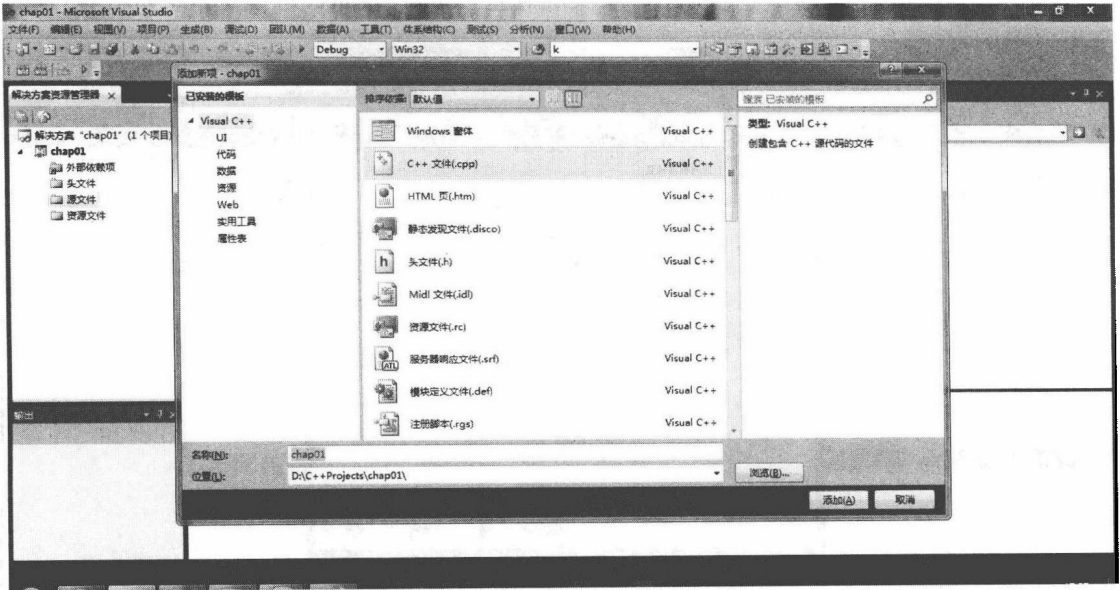 chap01 - Microsoft Visual Studio
文件(F) 编辑(E) 视图(V) 项目(P) 生成(B) 调试(D) 团队(M) 数据(A) 工具(T) 体系结构(C) 测试(S) 分析(N) 窗口(W) 帮助(H)
Debug Win32 k
添加新项 - chap01
解决方案资源管理器
解决方案 "chap01" (1 个项目)
chap01
外部依赖项
头文件
源文件
资源文件
输出
已安装的模板
Visual C++
UI
代码
数据
资源
Web
实用工具
属性表
排序依据: 默认值
搜索 已安装的模板
Windows 窗体 Visual C++
C++ 文件(.cpp) Visual C++
HTML 页(.htm) Visual C++
静态发现文件(.disco) Visual C++
头文件(.h) Visual C++
Midl 文件(.idl) Visual C++
资源文件(.rc) Visual C++
服务器响应文件(.srf) Visual C++
模块定义文件(.def) Visual C++
注册脚本(.rgs) Visual C++
类型: Visual C++
创建包含 C++ 源代码的文件
名称(N): chap01
位置(L): D:\C++Projects\chap01\
浏览(B)...
添加(A) 取消